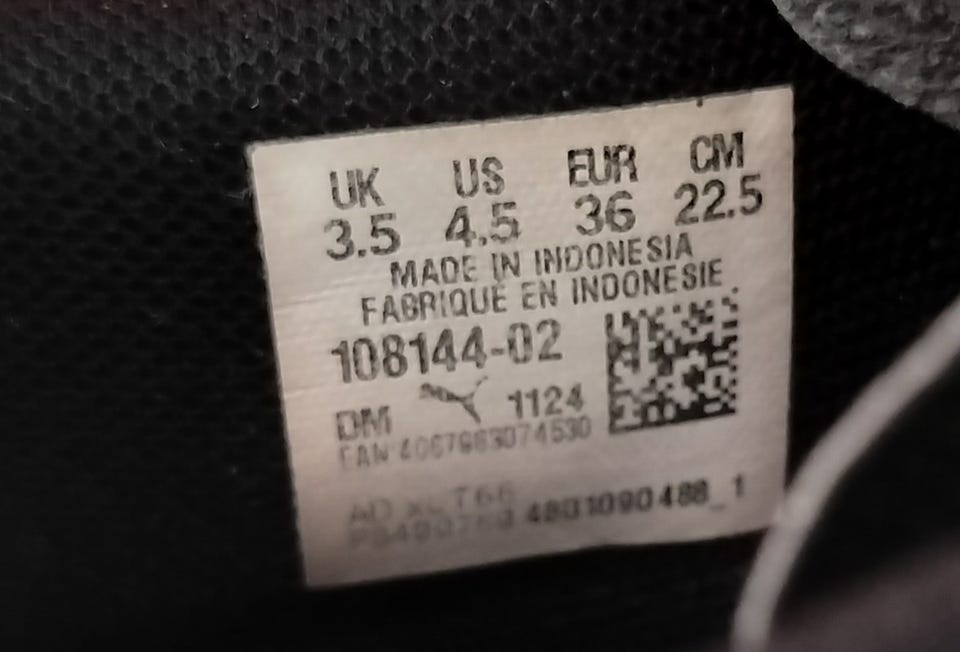 UK US EUR CM
3.5 4.5 36 22.5
MADE IN INDONESIA
FABRIQUE EN INDONESIE
108144-02
DM 1124
EAN
4801090488_1